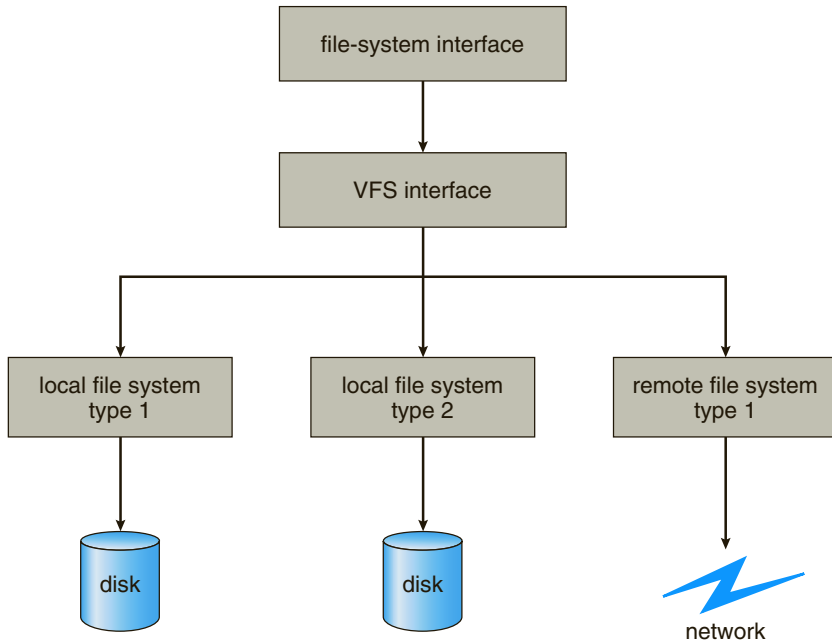 file-system interface
VFS interface
local file system
type 1
local file system
type 2
remote file system
type 1
disk
disk
network